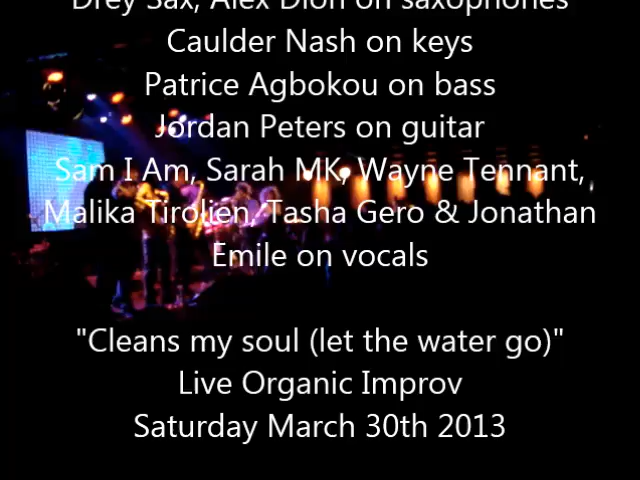 Drey Sax, Alex Dion on saxophones
Caulder Nash on keys
Patrice Agbokou on bass
Jordan Peters on guitar
Sam I Am, Sarah MK, Wayne Tennant,
Malika Tirolien, Tasha Gero & Jonathan
Emile on vocals
"Cleans my soul (let the water go)"
Live Organic Improv
Saturday March 30th 2013